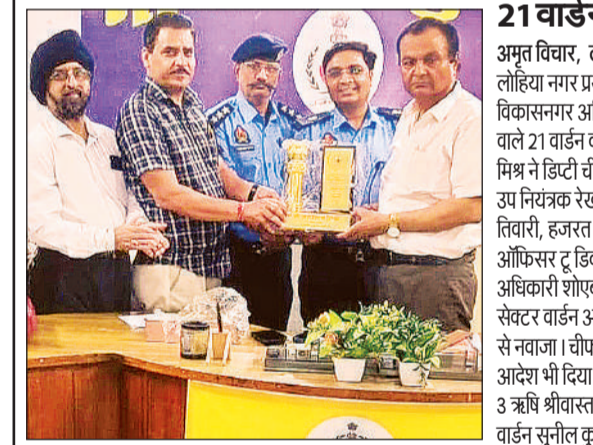 21 वार्डन
अमृत विचार,
लोहिया नगर प्र
विकासनगर अ
वाले 21 वार्डन
मिश्र ने डिप्टी ची
उप नियंत्रक रे
तिवारी, हजरत
ऑफिसर टू डि
अधिकारी शोए
सेक्टर वार्डन अ
से नवाजा। चीफ
आदेश भी दिया
3 ऋषि श्रीवास्त
वार्डन सुनील कु